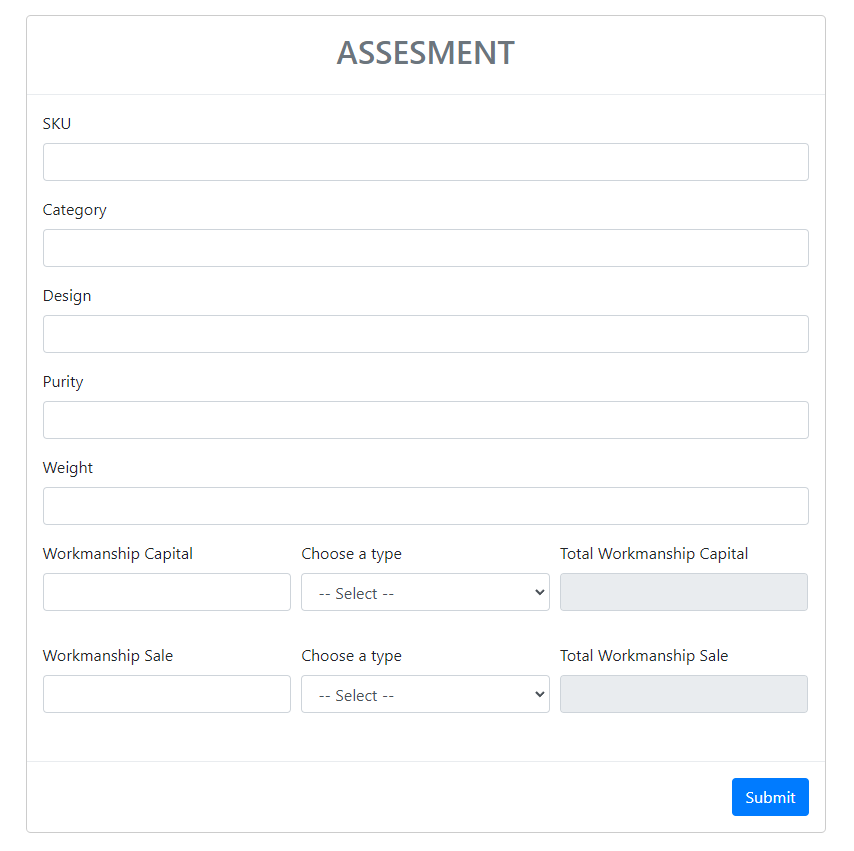 ASSESMENT
SKU
Category
Design
Purity
Weight
Workmanship Capital Choose a type Total Workmanship Capital
-- Select --
Workmanship Sale Choose a type Total Workmanship Sale
-- Select --
Submit